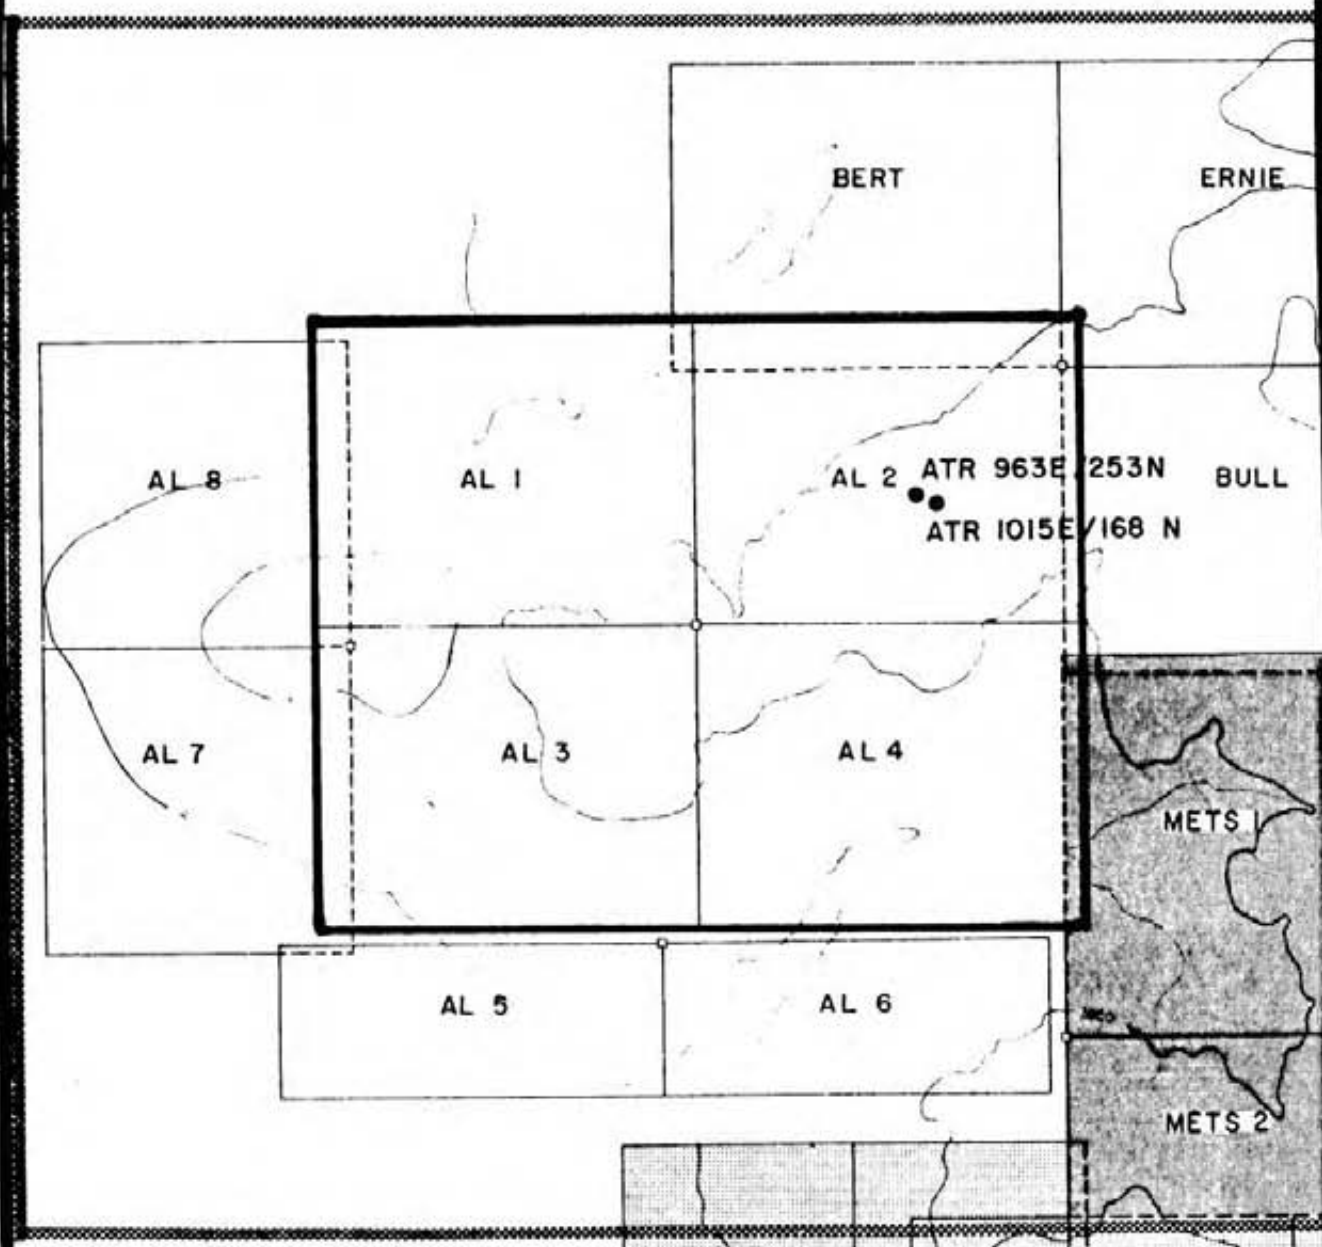 BERT
ERNIE
AL 8
AL 1
AL 2
ATR 963E/253N
BULL
ATR 1015E/168 N
AL 7
AL 3
AL 4
METS 1
AL 5
AL 6
METS 2